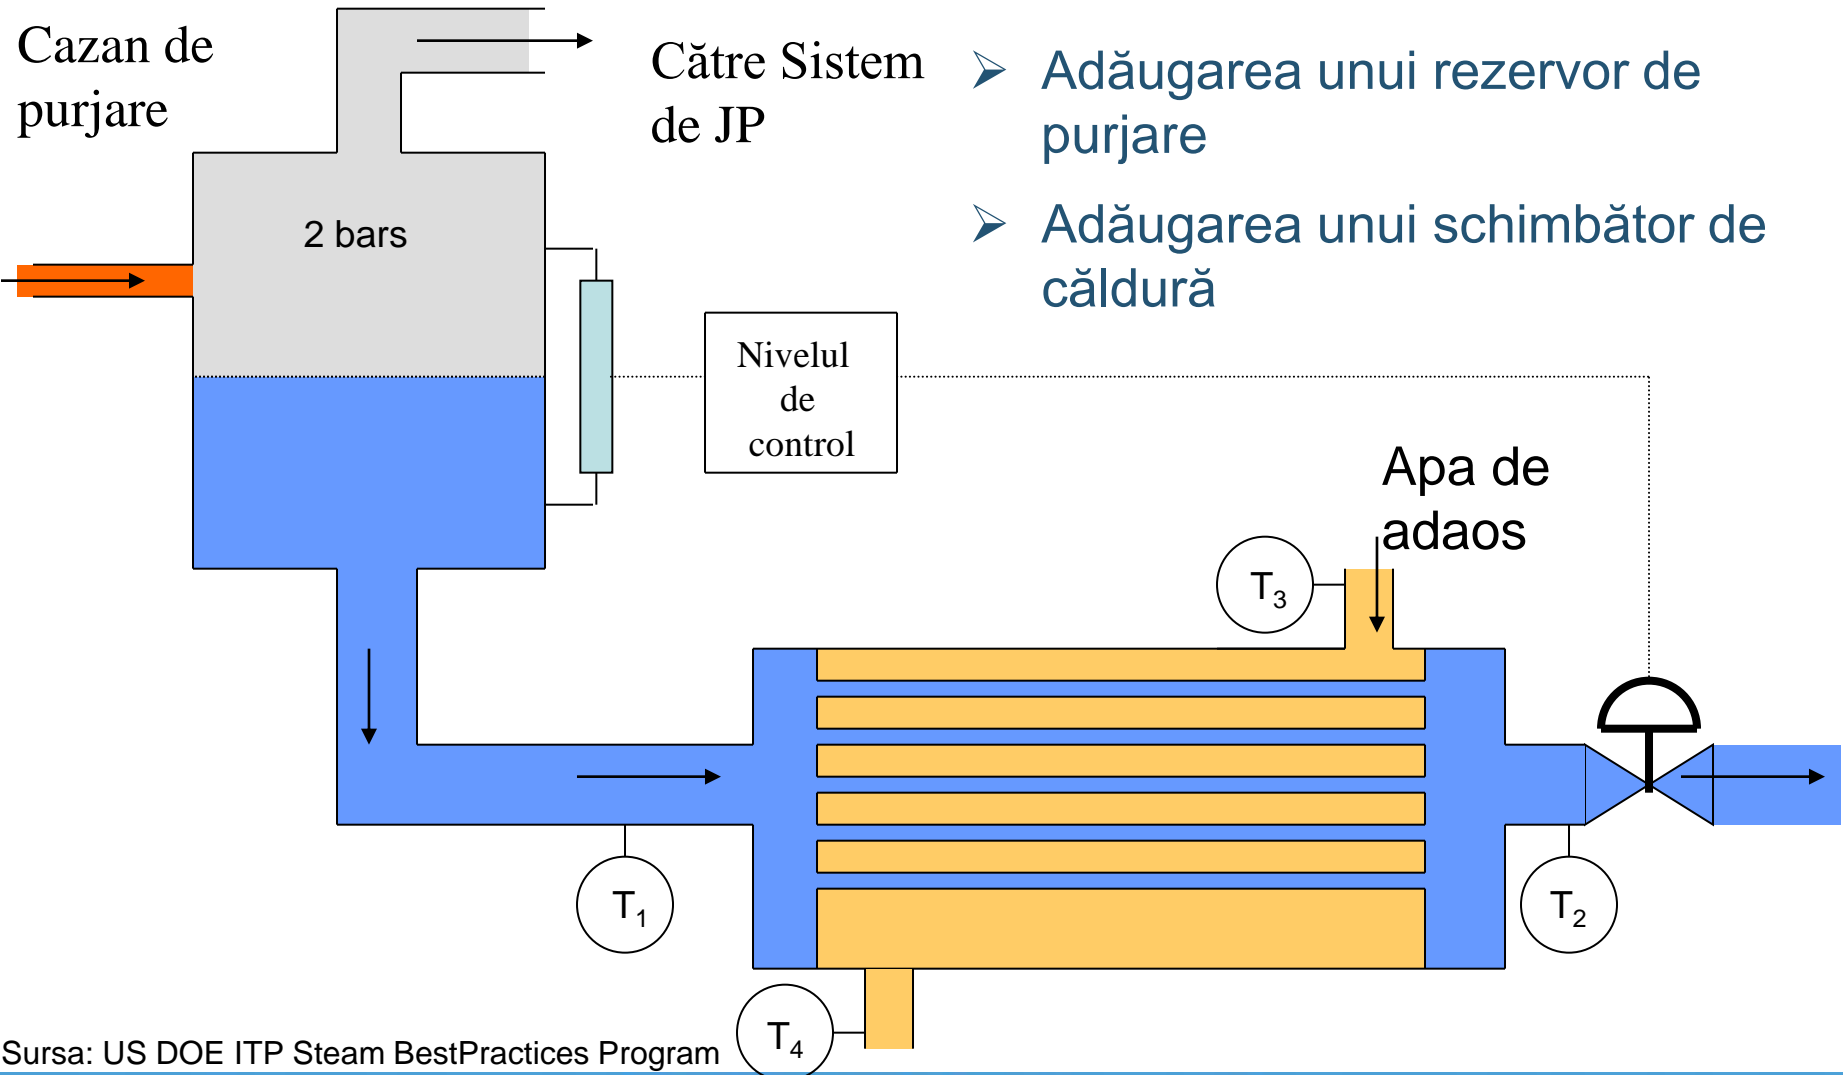 Cazan de
purjare
Către Sistem
de JP
➢ Adăugarea unui rezervor de
purjare
➢ Adăugarea unui schimbător de
căldură
2 bars
Nivelul
de
control
Apa de
adaos
T3
T1
T2
T4
Sursa: US DOE ITP Steam BestPractices Program